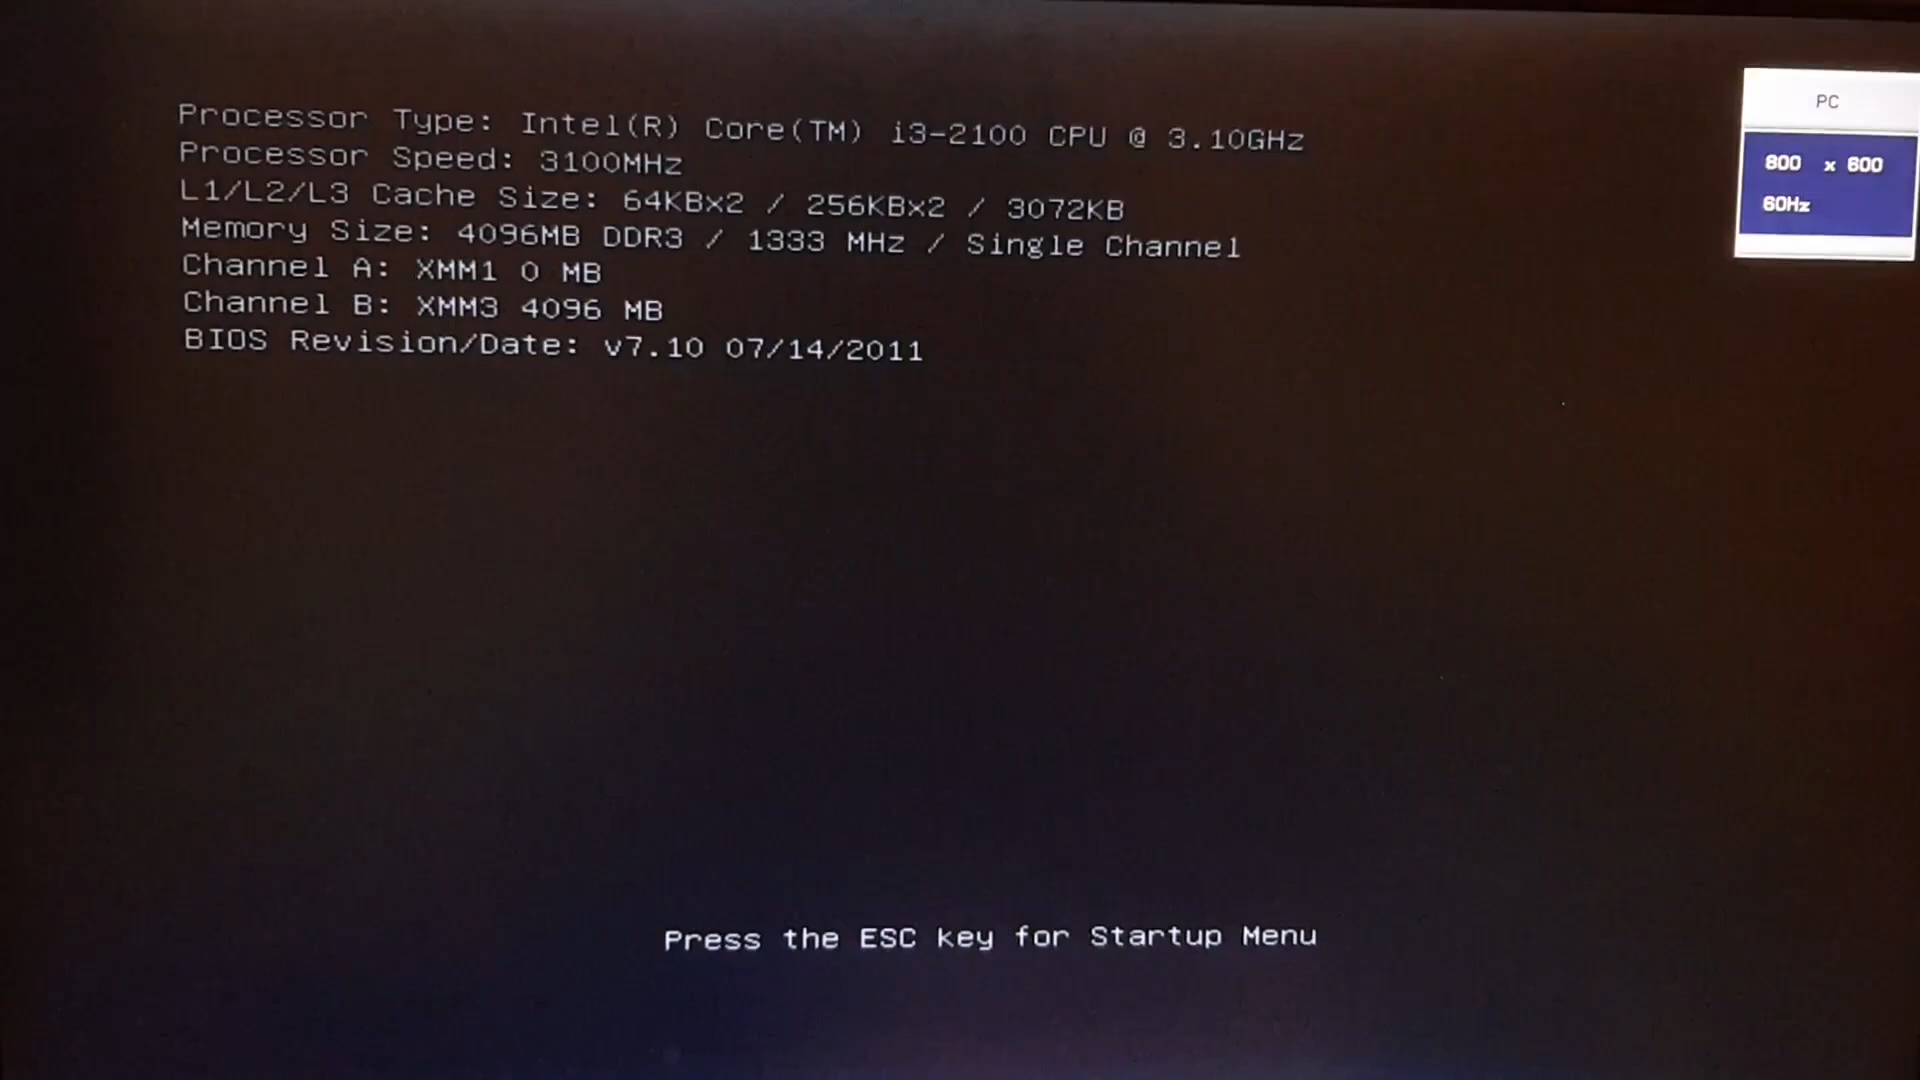 Processor Type: Intel(R) Core(TM) i3-2100 CPU @ 3.10GHz
Processor Speed: 3100MHz
L1/L2/L3 Cache Size: 64KBx2 / 256KBx2 / 3072KB
Memory Size: 4096MB DDR3 / 1333 MHz / Single Channel
Channel A: XMM1 0 MB
Channel B: XMM3 4096 MB
BIOS Revision/Date: v7.10 07/14/2011
PC
800 x 600
60Hz
Press the ESC key for Startup Menu